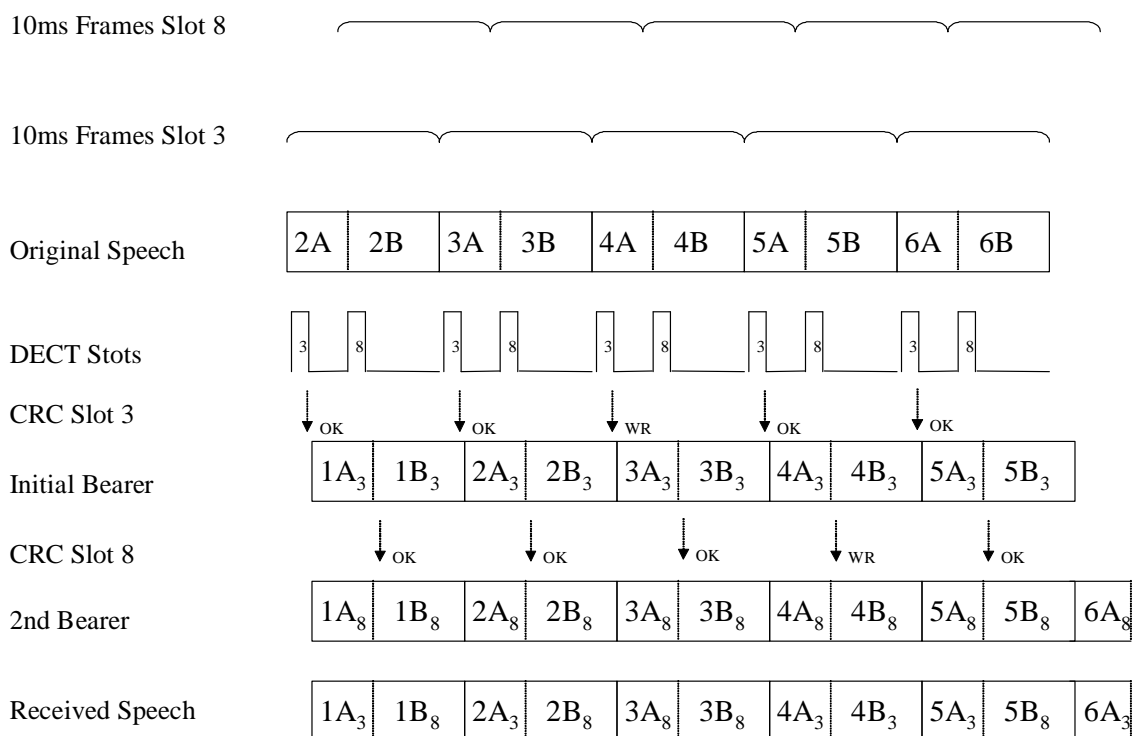 10ms Frames Slot 8
10ms Frames Slot 3
Original Speech 2A 2B 3A 3B 4A 4B 5A 5B 6A 6B
DECT Stots 3 8 3 8 3 8 3 8 3 8
CRC Slot 3 OK OK WR OK OK
Initial Bearer 1A3 1B3 2A3 2B3 3A3 3B3 4A3 4B3 5A3 5B3
CRC Slot 8 OK OK OK WR OK
2nd Bearer 1A8 1B8 2A8 2B8 3A8 3B8 4A8 4B8 5A8 5B8 6A8
Received Speech 1A3 1B8 2A3 2B8 3A8 3B8 4A3 4B3 5A3 5B8 6A3